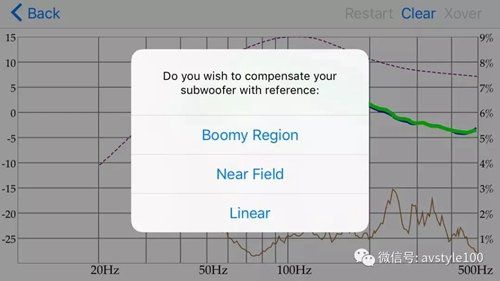 Back
Restart Clear Xover
15 9%
10 8%
5 7%
0 6%
-5 5%
-10 4%
-15 3%
-20 2%
-25 1%
Do you wish to compensate your
subwoofer with reference:
Boomy Region
Near Field
Linear
微信号: avstyle100
20Hz 50Hz 100Hz 500Hz